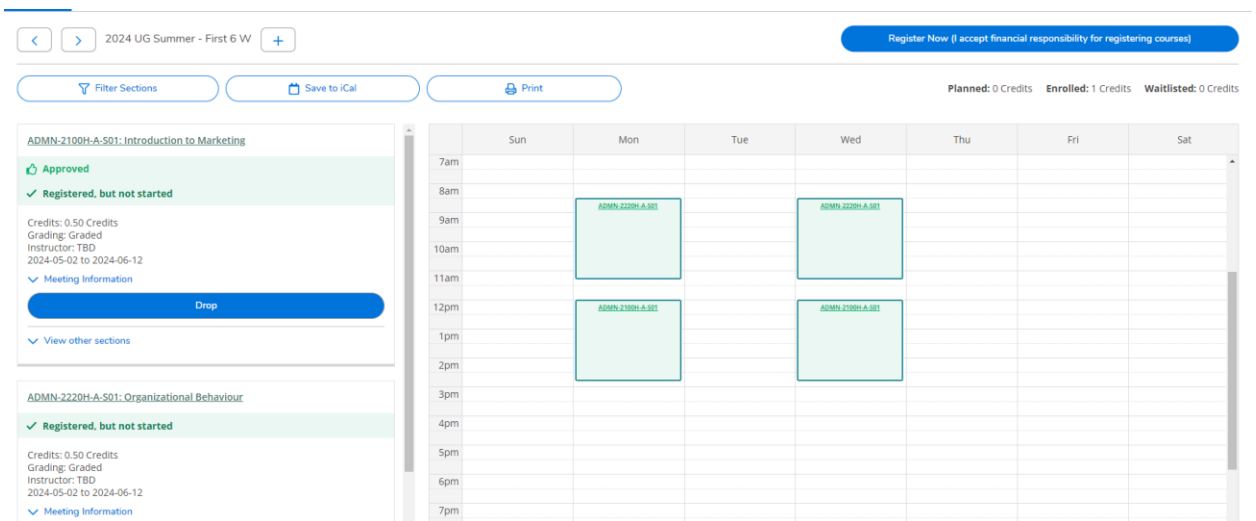 2024 UG Summer - First 6 W
Register Now (I accept financial responsibility for registering courses)
Filter Sections
Save to iCal
Print
Planned: 0 Credits Enrolled: 1 Credits Waitlisted: 0 Credits
ADMN-2100H-A-S01: Introduction to Marketing
Approved
Registered, but not started
Credits: 0.50 Credits
Grading: Graded
Instructor: TBD
2024-05-02 to 2024-06-12
Meeting Information
Drop
View other sections
ADMN-2220H-A-S01: Organizational Behaviour
Registered, but not started
Credits: 0.50 Credits
Grading: Graded
Instructor: TBD
2024-05-02 to 2024-06-12
Meeting Information
Sun Mon Tue Wed Thu Fri Sat
7am
8am
ADMN-2220H-A-S01 ADMN-2220H-A-S01
9am
10am
11am
12pm ADMN-2100H-A-S01 ADMN-2100H-A-S01
1pm
2pm
3pm
4pm
5pm
6pm
7pm